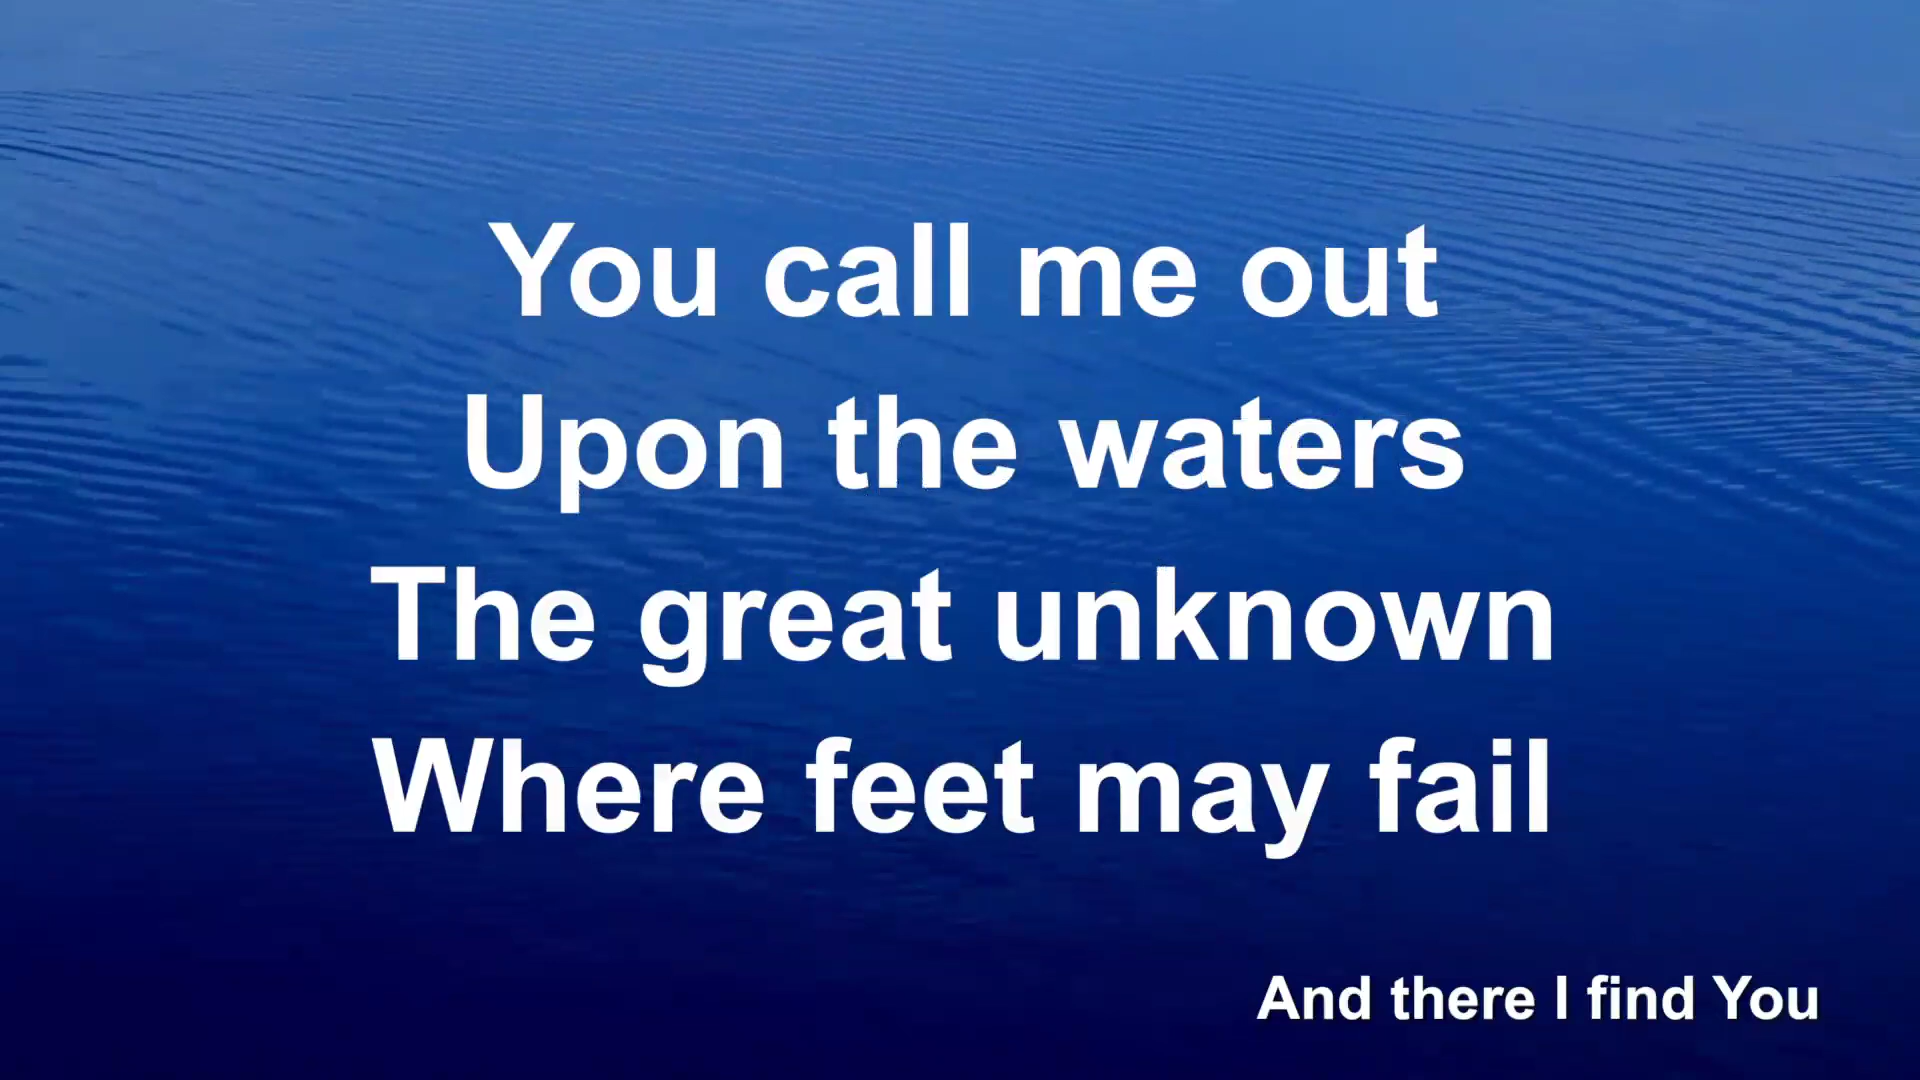 You call me out
Upon the waters
The great unknown
Where feet may fail
And there I find You